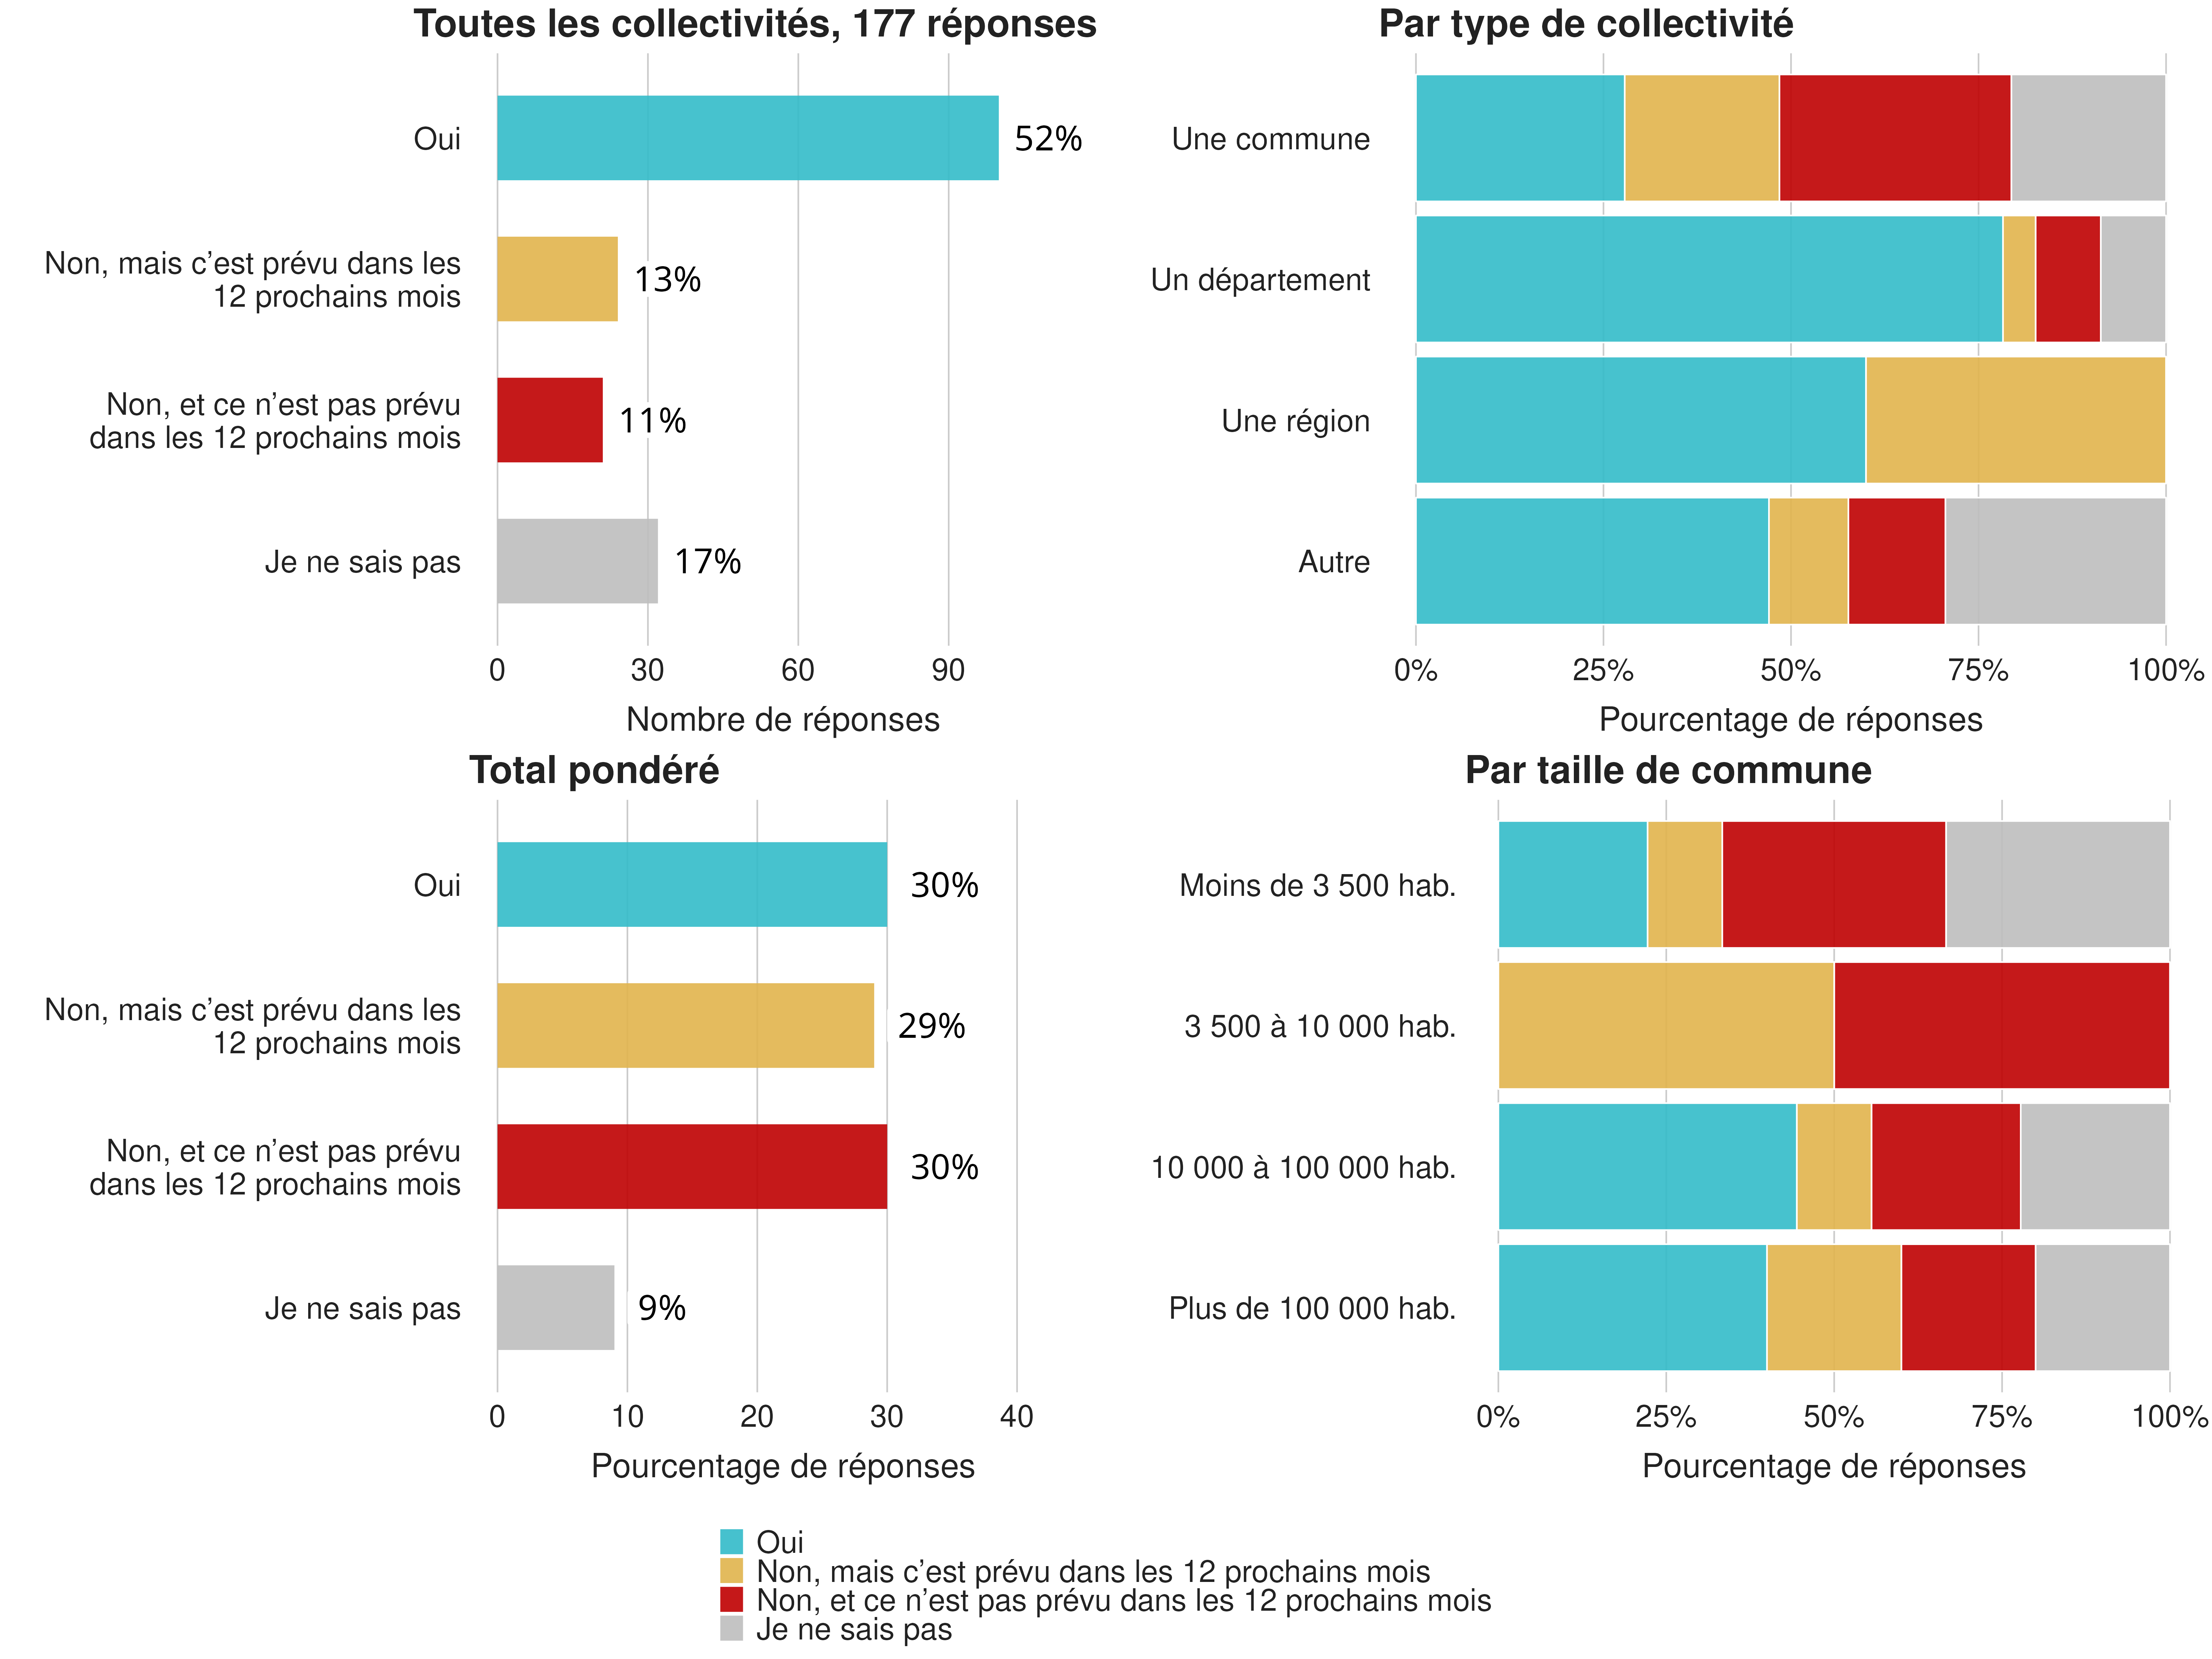 Toutes les collectivités, 177 réponses
Oui
52%
Non, mais c’est prévu dans les
12 prochains mois
13%
Non, et ce n’est pas prévu
dans les 12 prochains mois
11%
Je ne sais pas
17%
0 30 60 90
Nombre de réponses
Par type de collectivité
Une commune
Un département
Une région
Autre
0% 25% 50% 75% 100%
Pourcentage de réponses
Total pondéré
Oui
30%
Non, mais c’est prévu dans les
12 prochains mois
29%
Non, et ce n’est pas prévu
dans les 12 prochains mois
30%
Je ne sais pas
9%
0 10 20 30 40
Pourcentage de réponses
Par taille de commune
Moins de 3 500 hab.
3 500 à 10 000 hab.
10 000 à 100 000 hab.
Plus de 100 000 hab.
0% 25% 50% 75% 100%
Pourcentage de réponses
Oui
Non, mais c’est prévu dans les 12 prochains mois
Non, et ce n’est pas prévu dans les 12 prochains mois
Je ne sais pas